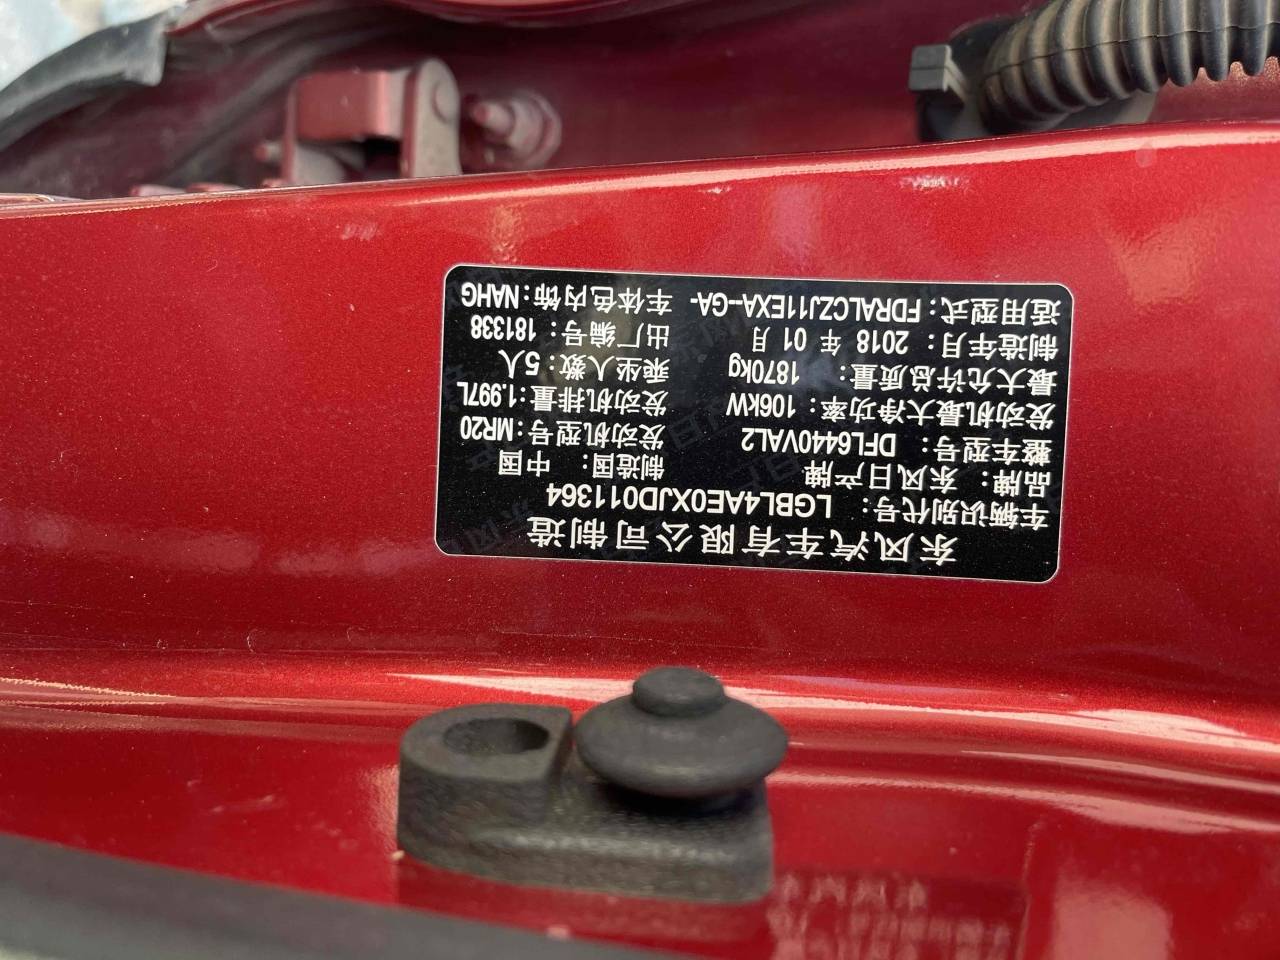 东风汽车有限公司制造
车辆识别代号: LGBL4AE0XJD011364
品牌: 东风日产牌 制造国: 中国
整车型号: DFL6440VAL2 发动机型号:MR20
发动机最大净功率: 106kW 发动机排量:1.997L
最大允许总质量: 1870kg 乘坐人数:5人
制造年月: 2018 年 01 月 出厂编号: 181338
适用型式: FDRALCZJ11EXA--GA- 车体色内饰:NAHG